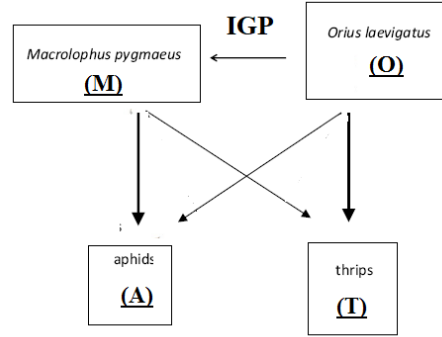 IGP
Macrolophus pygmaeus
(M)
Orius laevigatus
(O)
aphids
(A)
thrips
(T)